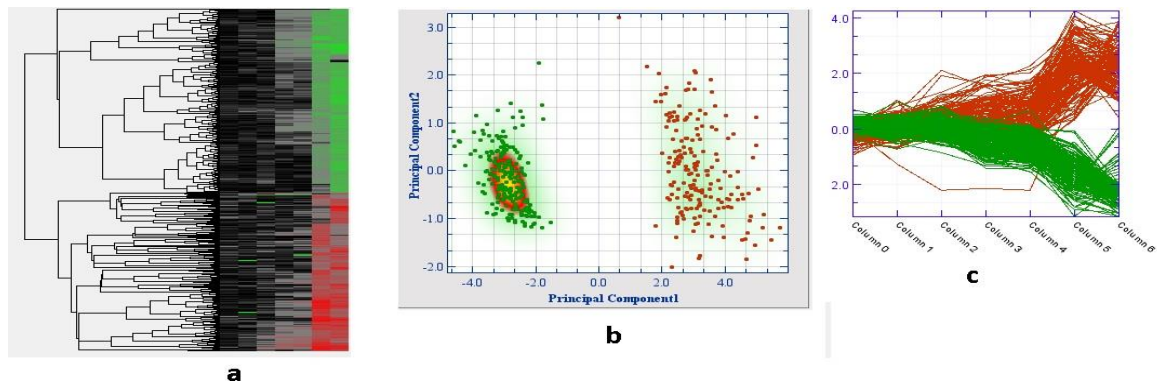 3.0
2.0
1.0
0.0
-1.0
-2.0
Principal Component2
-4.0 -2.0 0.0 2.0 4.0
Principal Component1
4.0
2.0
0.0
2.0
Column 0
Column 1
Column 2
Column 3
Column 4
Column 5
Column 6
a
b
c